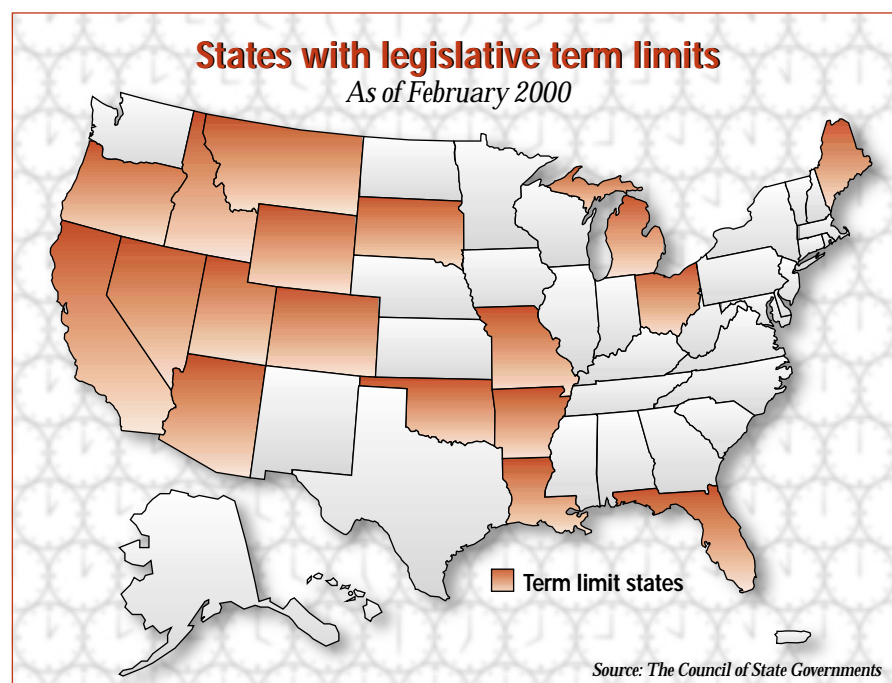 States with legislative term limits
As of February 2000
Term limit states
Source: The Council of State Governments